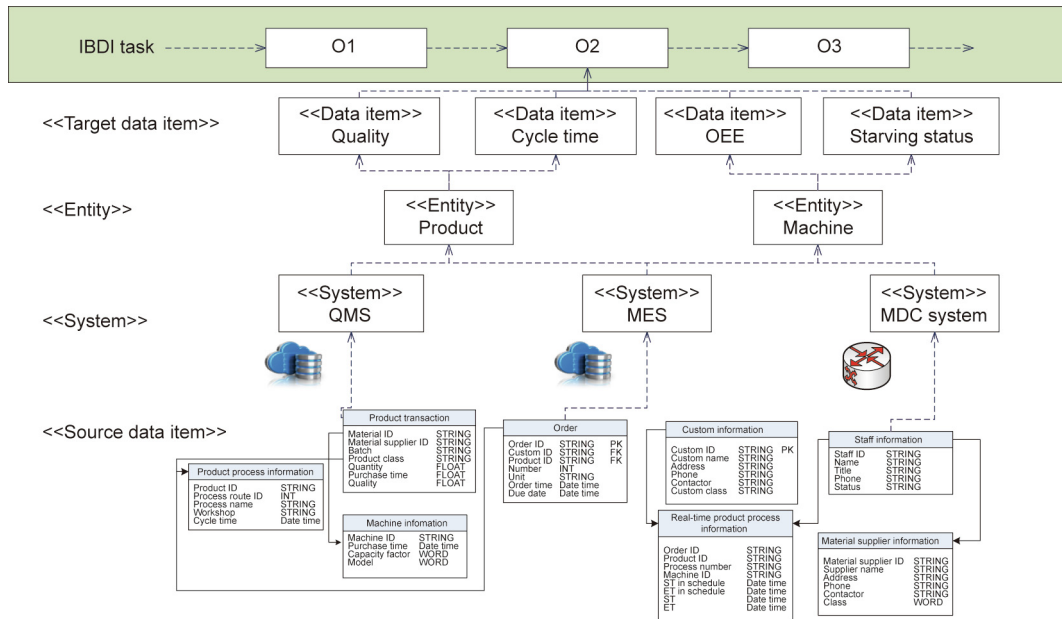 IBDI task
O1
O2
O3
<<Target data item>>
<<Data item>>
Quality
<<Data item>>
Cycle time
<<Data item>>
OEE
<<Data item>>
Starving status
<<Entity>>
<<Entity>>
Product
<<Entity>>
Machine
<<System>>
<<System>>
QMS
<<System>>
MES
<<System>>
MDC system
<<Source data item>>
Product transaction
Material ID STRING
Material supplier ID STRING
Batch STRING
Product class STRING
Quantity FLOAT
Purchase time FLOAT
Quality FLOAT
Order
Order ID STRING PK
Custom ID STRING FK
Product ID STRING FK
Number INT
Unit STRING
Order time Date time
Due date Date time
Custom information
Custom ID STRING PK
Custom name STRING
Address STRING
Phone STRING
Contactor STRING
Custom class STRING
Staff information
Staff ID STRING
Name STRING
Title STRING
Phone STRING
Status STRING
Product process information
Product ID STRING
Process route ID INT
Process name STRING
Workshop STRING
Cycle time Date time
Machine infomation
Machine ID STRING
Purchase time Date time
Capacity factor WORD
Model WORD
Real-time product process
information
Order ID STRING
Product ID STRING
Process number STRING
Machine ID STRING
ST in schedule Date time
ET in schedule Date time
ST Date time
ET Date time
Material supplier information
Material supplier ID STRING
Supplier name STRING
Address STRING
Phone STRING
Contactor STRING
Class WORD